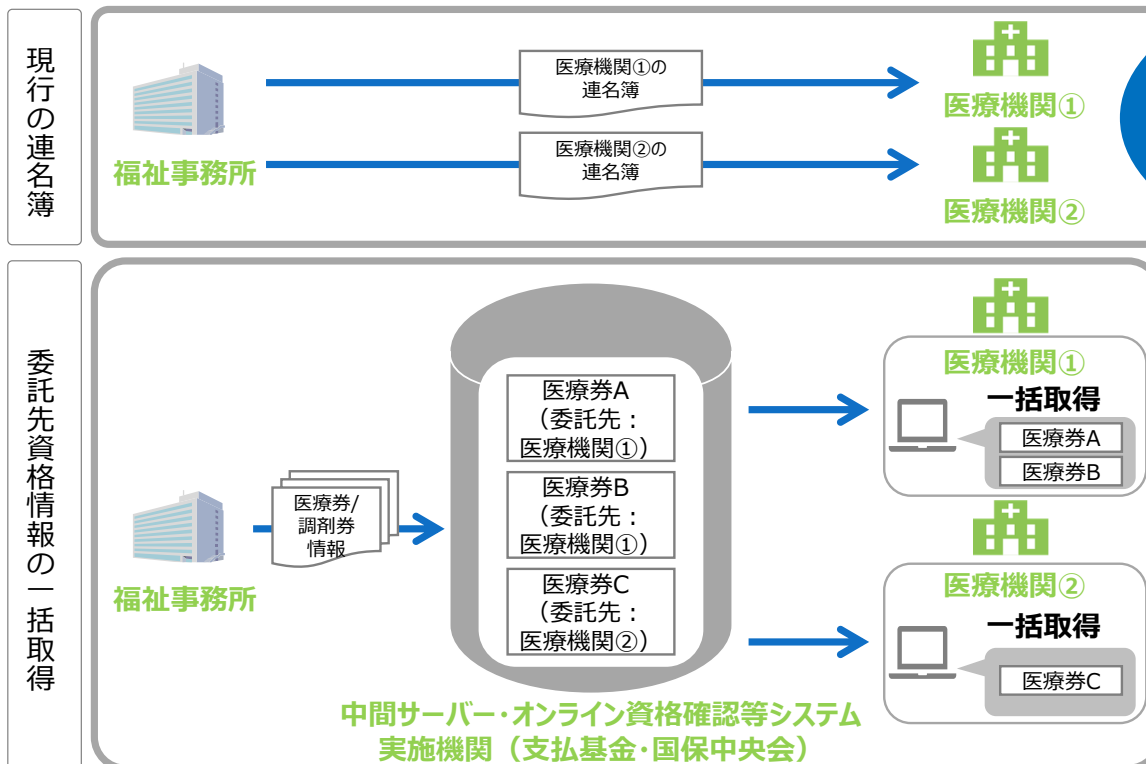 現行の連名簿
福祉事務所
医療機関①の
連名簿
医療機関②の
連名簿
医療機関①
医療機関②
委託先資格情報の一括取得
福祉事務所
医療券/
調剤券
情報
医療券A
（委託先：
医療機関①）
医療券B
（委託先：
医療機関①）
医療券C
（委託先：
医療機関②）
中間サーバー・オンライン資格確認等システム
実施機関（支払基金・国保中央会）
医療機関①
一括取得
医療券A
医療券B
医療機関②
一括取得
医療券C